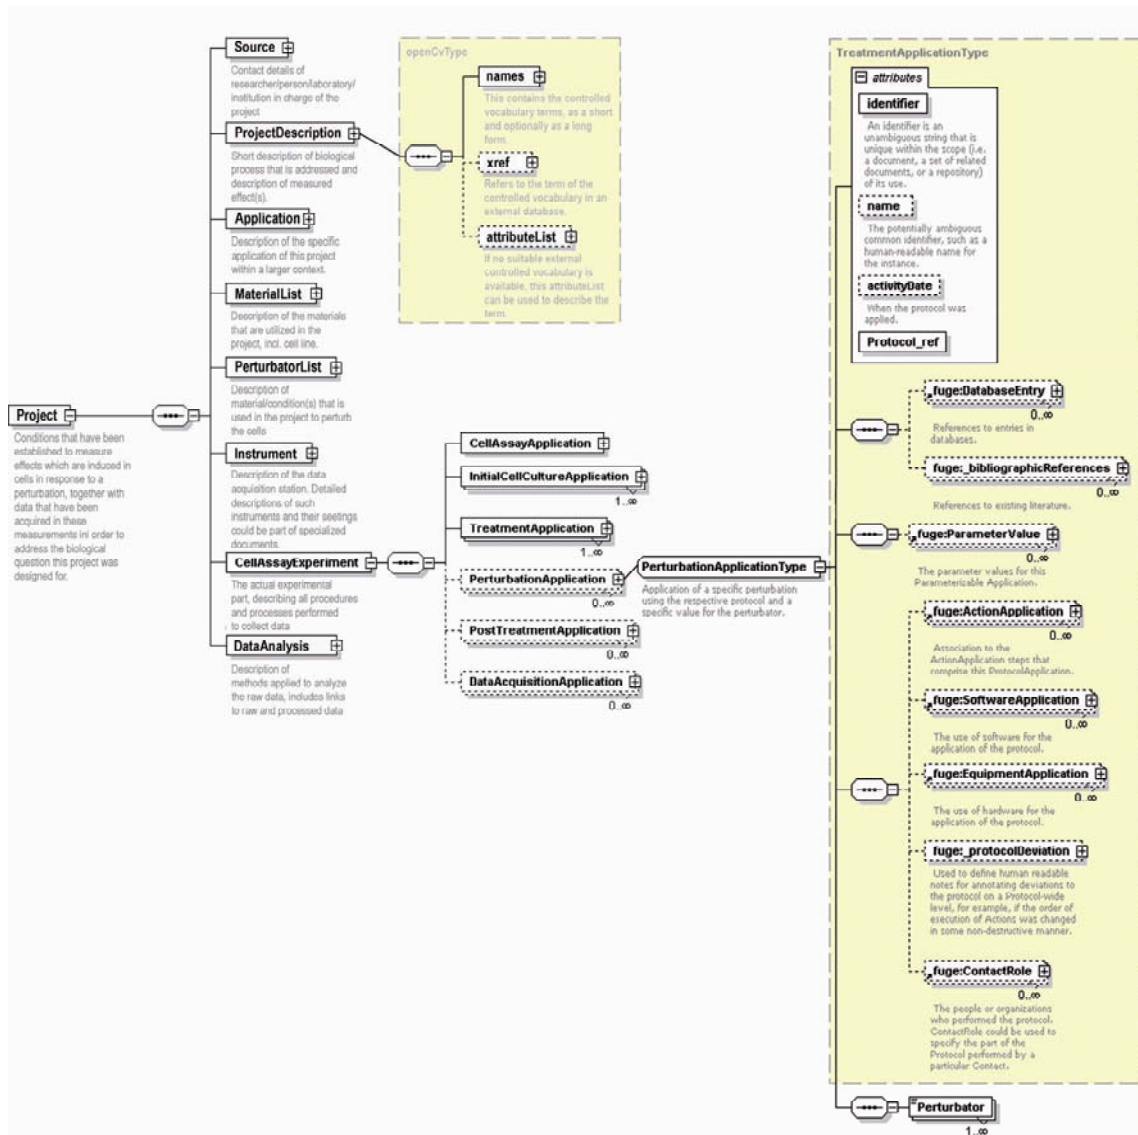 Project
Conditions that have been
established to measure
effects which are induced in
cells in response to a
perturbation, together with
data that have been
acquired in these
measurements ini order to
address the biological
question this project was
designed for.
Source
Contact details of
researcher/person/laboratory/
institution in charge of the
project
ProjectDescription
Short description of biological
process that is addressed and
description of measured
effect(s).
Application
Description of the specific
application of this project
within a larger context.
MaterialList
Description of the materials
that are utilized in the
project, incl. cell line.
PerturbatorList
Description of
material/condition(s) that is
used in the project to perturb
the cells
Instrument
Description of the data
acquisition station. Detailed
descriptions of such
instruments and their seetings
could be part of specialized
documents.
CellAssayExperiment
The actual experimental
part, describing all procedures
and processes performed
to collect data
DataAnalysis
Description of
methods applied to analyze
the raw data, includes links
to raw and processed data
openCvType
names
This contains the controlled
vocabulary terms, as a short
and optionally as a long
form.
xref
Refers to the term of the
controlled vocabulary in an
external database.
attributeList
If no suitable external
controlled vocabulary is
available, this attributeList
can be used to describe the
term.
CellAssayApplication
InitialCellCultureApplication
1..∞
TreatmentApplication
1..∞
PerturbationApplication
0..∞
PostTreatmentApplication
0..∞
DataAcquisitionApplication
0..∞
PerturbationApplicationType
Application of a specific perturbation
using the respective protocol and a
specific value for the perturbator.
TreatmentApplicationType
attributes
identifier
An identifier is an
unambiguous string that is
unique within the scope (i.e.
a document, a set of related
documents, or a repository)
of its use.
name
The potentially ambiguous
common identifier, such as a
human-readable name for
the instance.
activityDate
When the protocol was
applied.
Protocol_ref
fuge:DatabaseEntry
0..∞
References to entries in
databases.
fuge:_bibliographicReferences
0..∞
References to existing literature.
fuge:ParameterValue
0..∞
The parameter values for this
Parameterizable Application.
fuge:ActionApplication
0..∞
Association to the
ActionApplication steps that
comprise this ProtocolApplication.
fuge:SoftwareApplication
0..∞
The use of software for the
application of the protocol.
fuge:EquipmentApplication
0..∞
The use of hardware for the
application of the protocol.
fuge:_protocolDeviation
Used to define human readable
notes for annotating deviations to
the protocol on a Protocol-wide
level, for example, if the order of
execution of Actions was changed
in some non-destructive manner.
fuge:ContactRole
0..∞
The people or organizations
who performed the protocol.
ContactRole could be used to
specify the part of the
Protocol performed by a
particular Contact.
Perturbator
1..∞